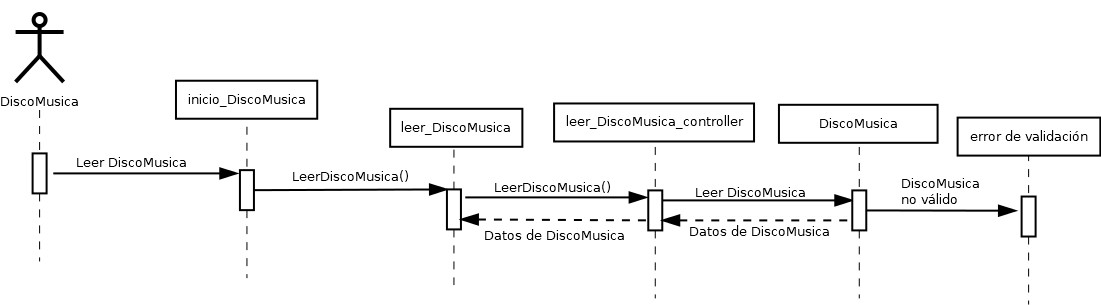 DiscoMusica
inicio_DiscoMusica
leer_DiscoMusica
leer_DiscoMusica_controller
DiscoMusica
error de validación
Leer DiscoMusica
LeerDiscoMusica()
LeerDiscoMusica()
Leer DiscoMusica
DiscoMusica
no válido
Datos de DiscoMusica
Datos de DiscoMusica